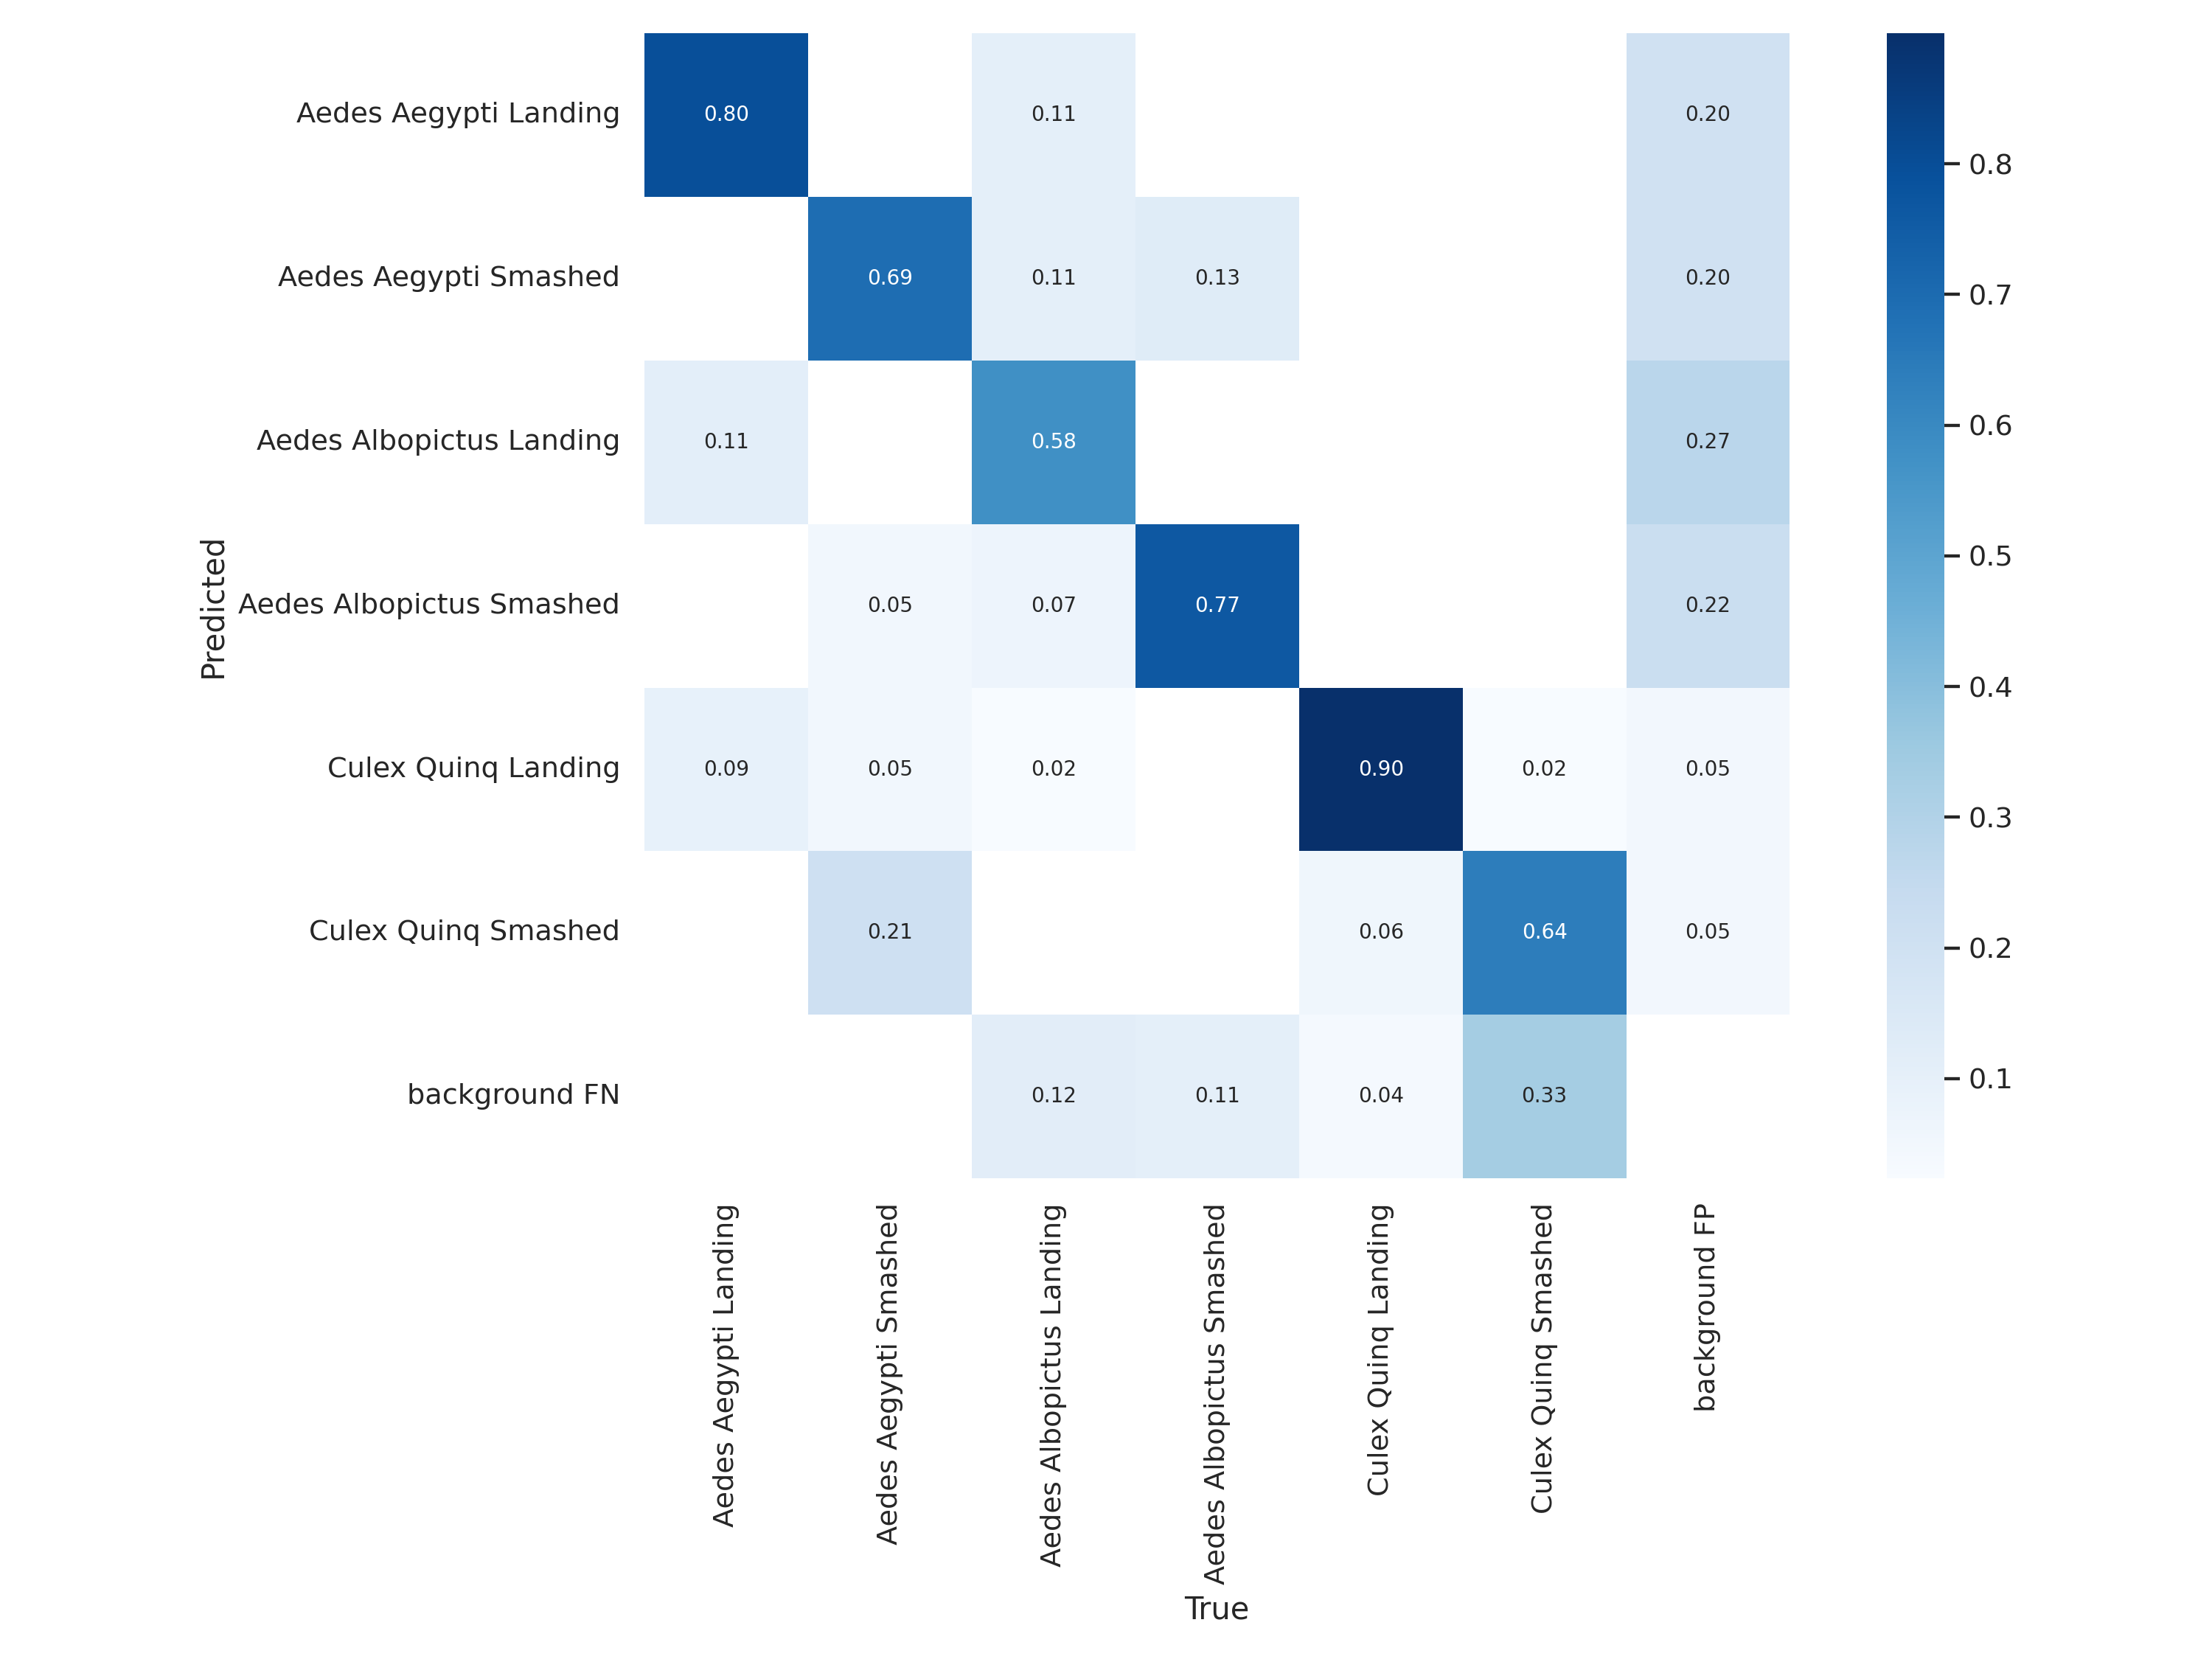 Aedes Aegypti Landing 0.80 0.11 0.20
Aedes Aegypti Smashed 0.69 0.11 0.13 0.20
Aedes Albopictus Landing 0.11 0.58 0.27
Aedes Albopictus Smashed 0.05 0.07 0.77 0.22
Culex Quinq Landing 0.09 0.05 0.02 0.90 0.02 0.05
Culex Quinq Smashed 0.21 0.06 0.64 0.05
background FN 0.12 0.11 0.04 0.33
Predicted
Aedes Aegypti Landing
Aedes Aegypti Smashed
Aedes Albopictus Landing
Aedes Albopictus Smashed
Culex Quinq Landing
Culex Quinq Smashed
background FP
True
0.8
0.7
0.6
0.5
0.4
0.3
0.2
0.1